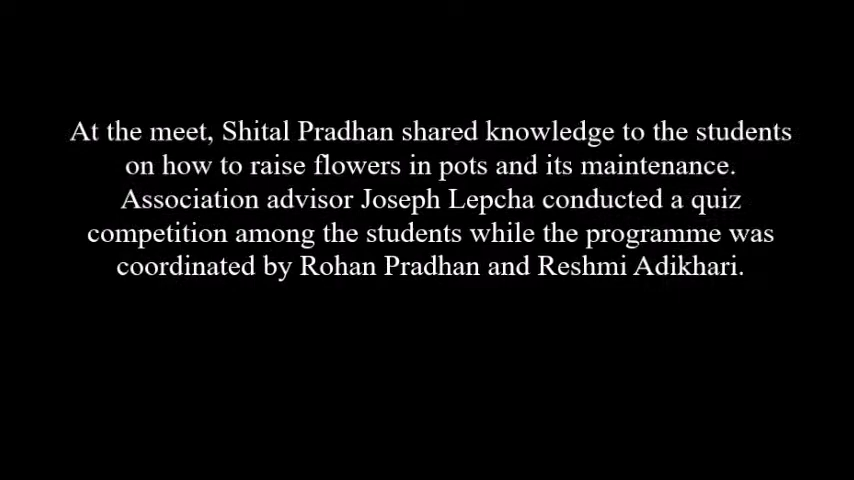 At the meet, Shital Pradhan shared knowledge to the students
on how to raise flowers in pots and its maintenance.
Association advisor Joseph Lepcha conducted a quiz
competition among the students while the programme was
coordinated by Rohan Pradhan and Reshmi Adikhari.